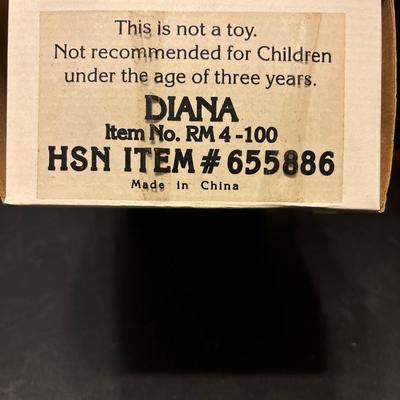 This is not a toy.
Not recommended for Children
under the age of three years.
DIANA
Item No. RM 4-100
HSN ITEM # 655886
Made in China